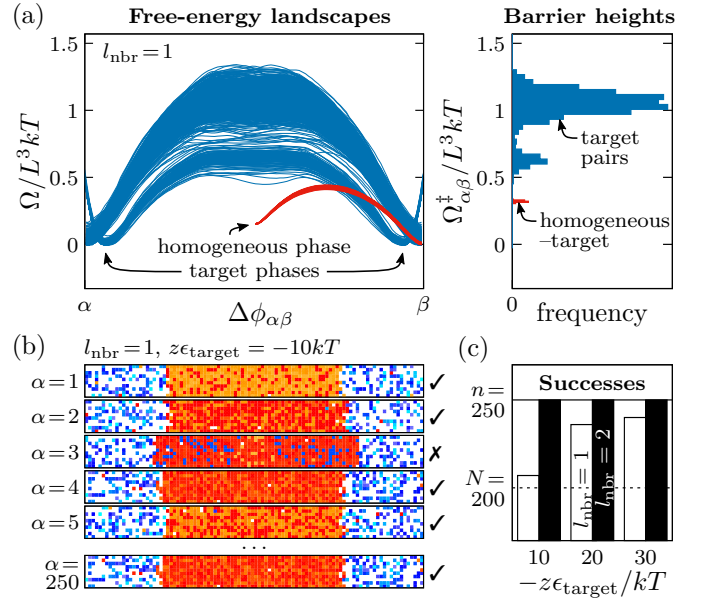 (a)
Free-energy landscapes
Barrier heights
l_nbr = 1
Ω/L³kT
1.5
1
0.5
0
homogeneous phase
target phases
α
Δϕ_αβ
β
Ω‡_αβ/L³kT
1.5
1
0.5
0
target
pairs
homogeneous
–target
0
frequency
(b)
l_nbr = 1, zϵ_target = −10kT
α = 1 ✓
α = 2 ✓
α = 3 ✗
α = 4 ✓
α = 5 ✓
...
α =
250 ✓
(c)
Successes
n =
250
N =
200
l_nbr = 1
l_nbr = 2
10 20 30
−zϵ_target/kT